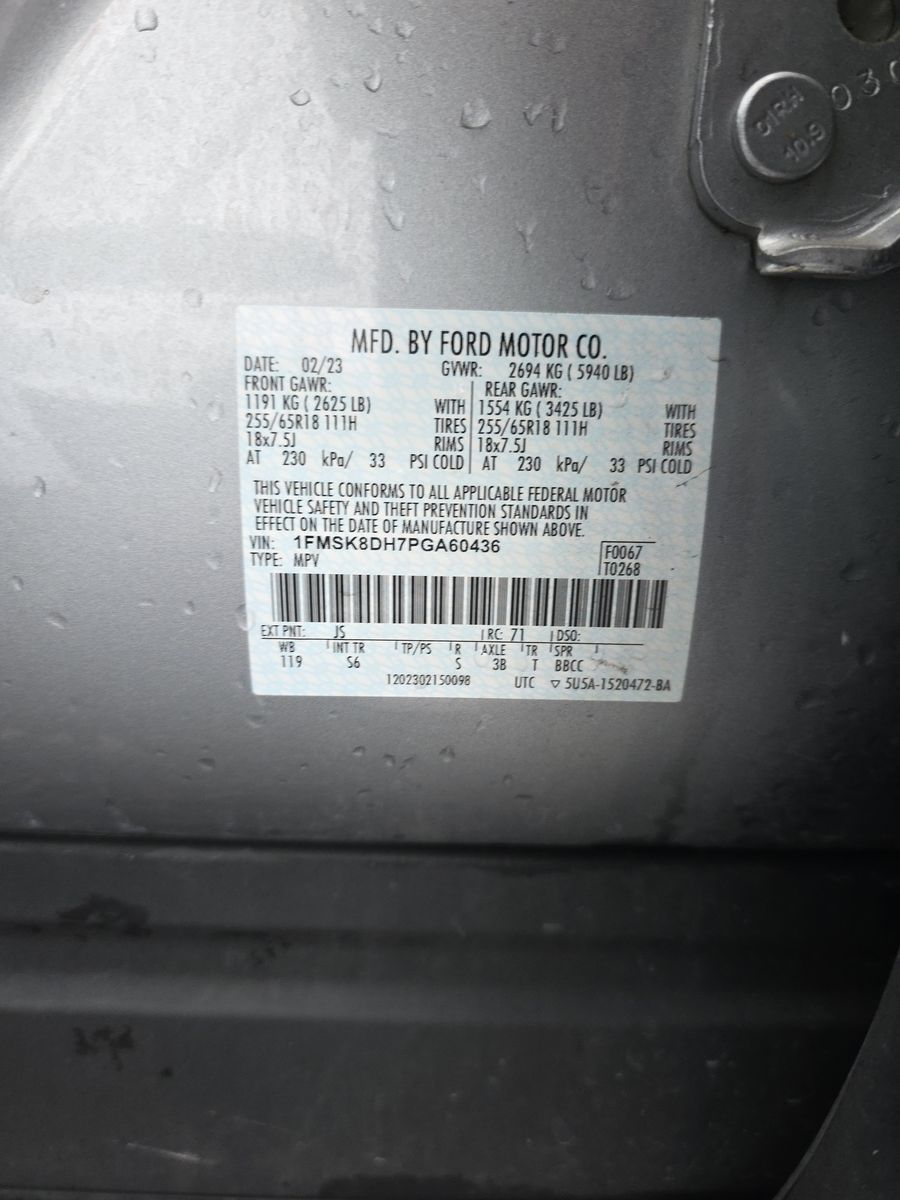 01RH
10.9
030
MFD. BY FORD MOTOR CO.
DATE: 02/23 GVWR: 2694 KG ( 5940 LB)
FRONT GAWR: REAR GAWR:
1191 KG ( 2625 LB) WITH 1554 KG ( 3425 LB) WITH
255/65R18 111H TIRES 255/65R18 111H TIRES
18x7.5J RIMS 18x7.5J RIMS
AT 230 kPa/ 33 PSI COLD AT 230 kPa/ 33 PSI COLD
THIS VEHICLE CONFORMS TO ALL APPLICABLE FEDERAL MOTOR
VEHICLE SAFETY AND THEFT PREVENTION STANDARDS IN
EFFECT ON THE DATE OF MANUFACTURE SHOWN ABOVE.
VIN: 1FMSK8DH7PGA60436 F0067
TYPE: MPV T0268
EXT PNT: JS RC: 71 DSO:
WB INT TR TP/PS R AXLE TR SPR
119 S6 S 3B T BBCC
1202302150098 UTC ▽ 5U5A-1520472-BA